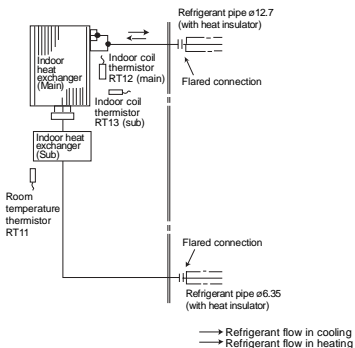 Refrigerant pipe ø12.7
(with heat insulator)
Indoor
heat
exchanger
(Main)
Indoor coil
thermistor
RT12 (main)
Flared connection
Indoor coil
thermistor
RT13 (sub)
Indoor heat
exchanger
(Sub)
Room
temperature
thermistor
RT11
Flared connection
Refrigerant pipe ø6.35
(with heat insulator)
Refrigerant flow in cooling
Refrigerant flow in heating